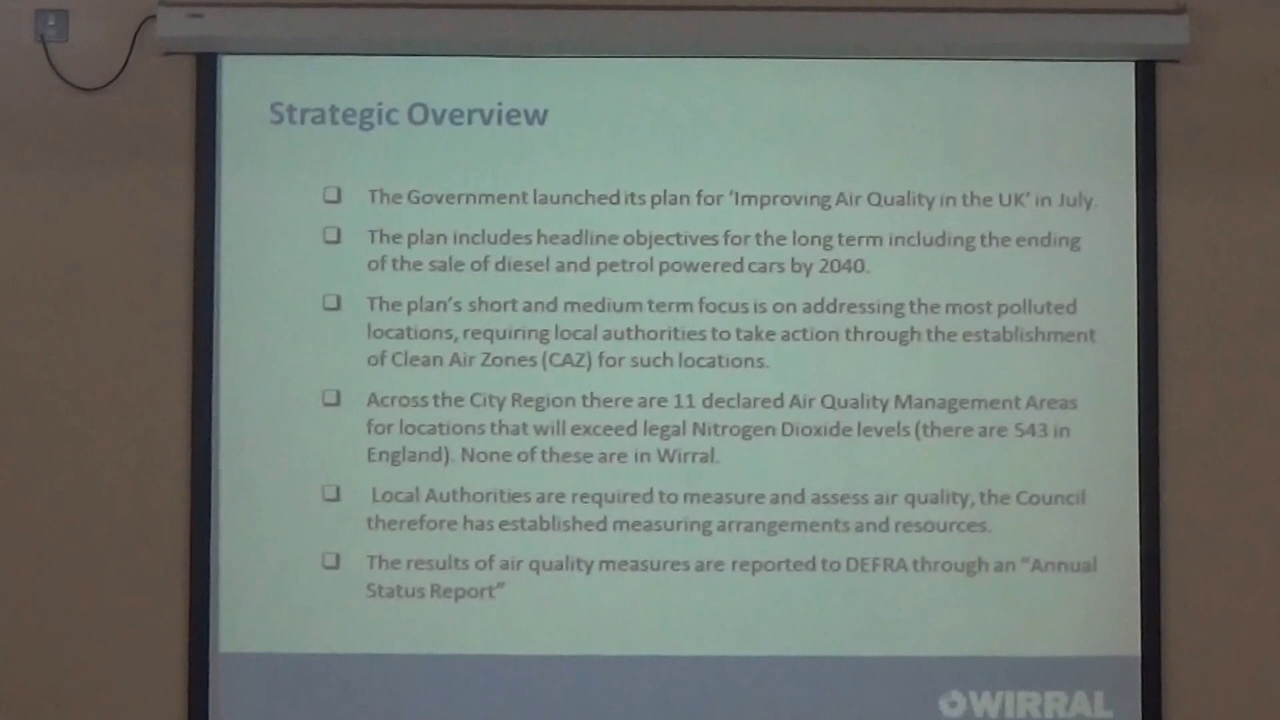 Strategic Overview
❑ The Government launched its plan for 'Improving Air Quality in the UK' in July.
❑ The plan includes headline objectives for the long term including the ending
of the sale of diesel and petrol powered cars by 2040.
❑ The plan's short and medium term focus is on addressing the most polluted
locations, requiring local authorities to take action through the establishment
of Clean Air Zones (CAZ) for such locations.
❑ Across the City Region there are 11 declared Air Quality Management Areas
for locations that will exceed legal Nitrogen Dioxide levels (there are 543 in
England). None of these are in Wirral.
❑ Local Authorities are required to measure and assess air quality, the Council
therefore has established measuring arrangements and resources.
❑ The results of air quality measures are reported to DEFRA through an "Annual
Status Report"
WIRRAL